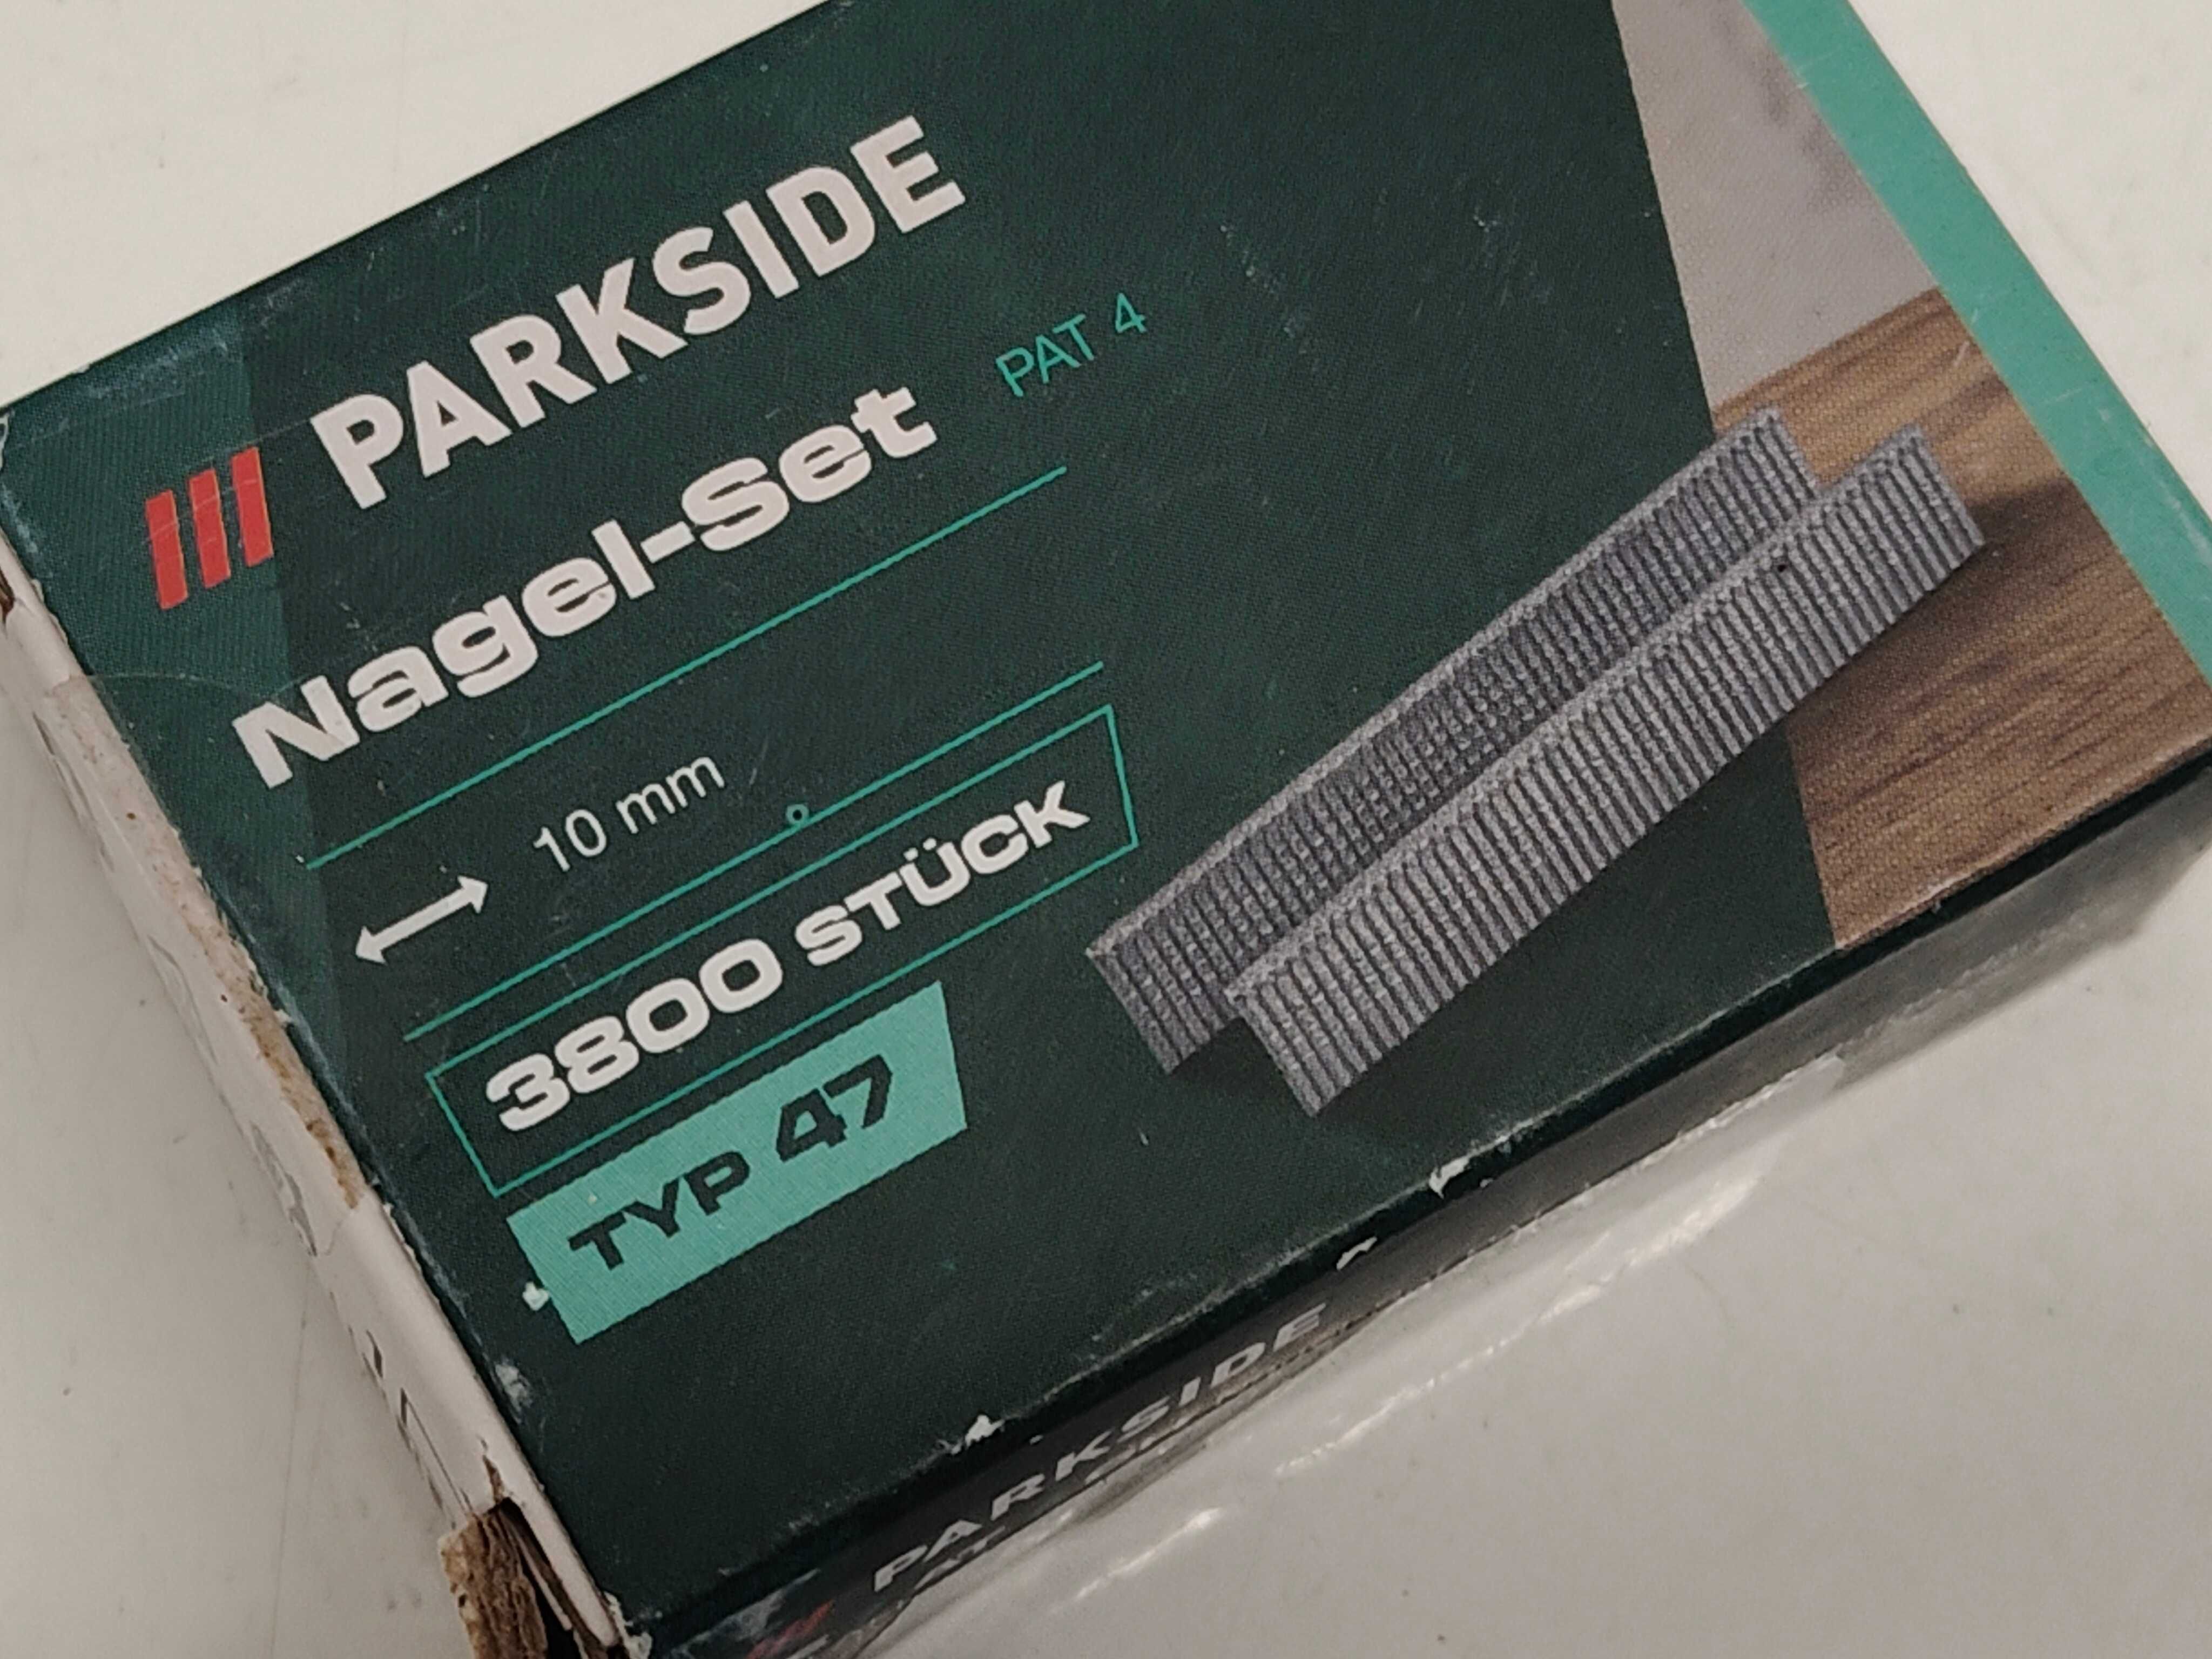 PARKSIDE
Nagel-Set PAT 4
10 mm
3800 STÜCK
TYP 47
PARKSIDE